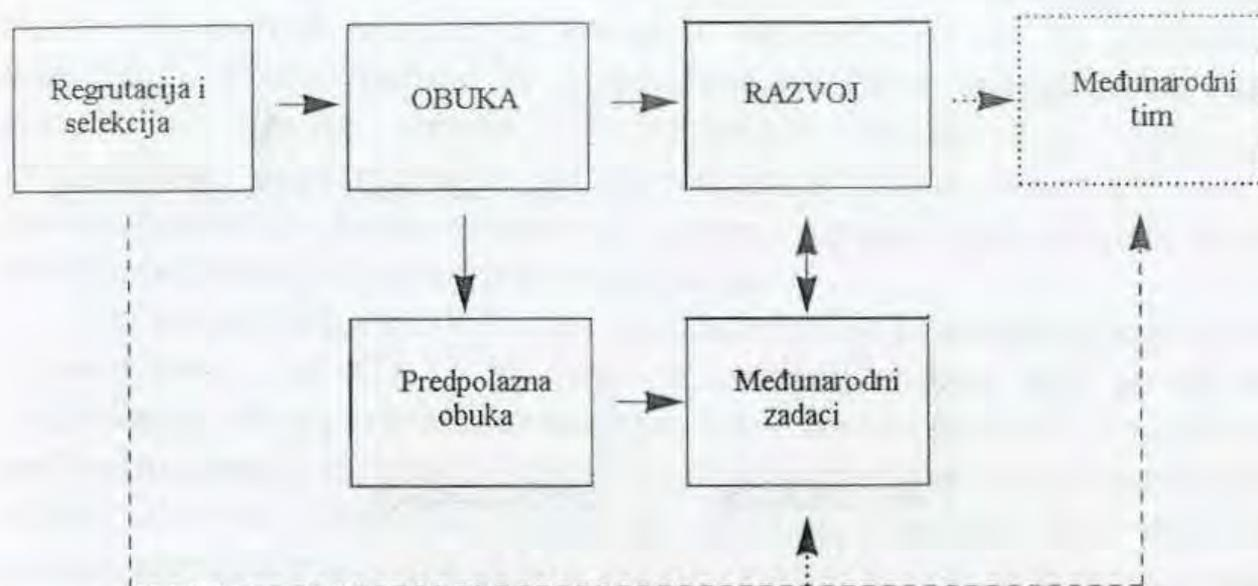 Regrutacija i
selekcija
OBUKA
RAZVOJ
Međunarodni
tim
Predpolazna
obuka
Međunarodni
zadaci